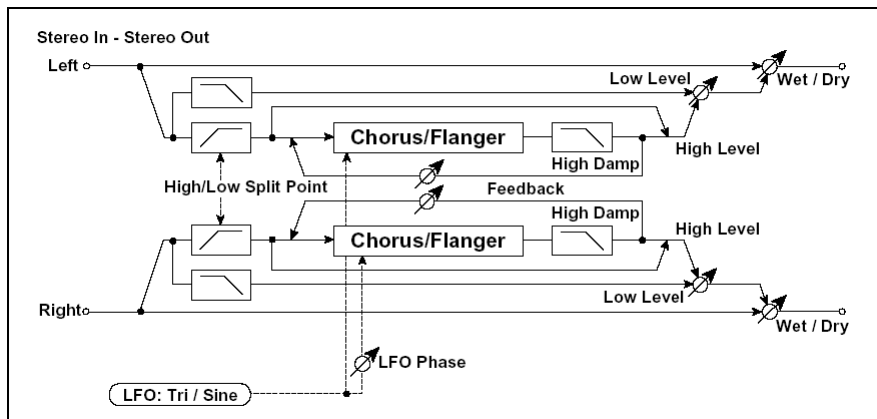 Stereo In - Stereo Out
Left
Low Level
Wet / Dry
Chorus/Flanger
High Damp
High Level
High/Low Split Point
Feedback
High Damp
High Level
Chorus/Flanger
Low Level
Right
Wet / Dry
LFO Phase
LFO: Tri / Sine